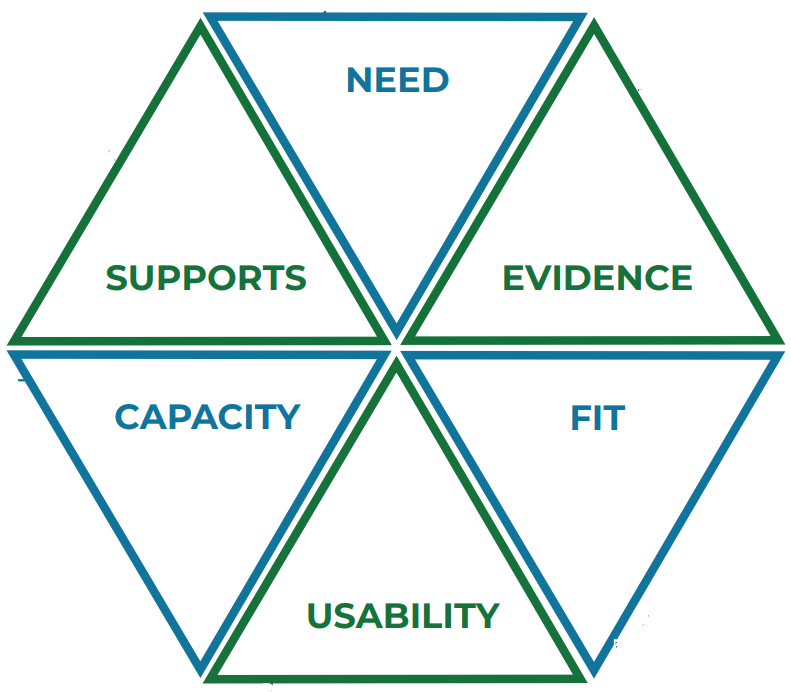 NEED
SUPPORTS
EVIDENCE
CAPACITY
FIT
USABILITY